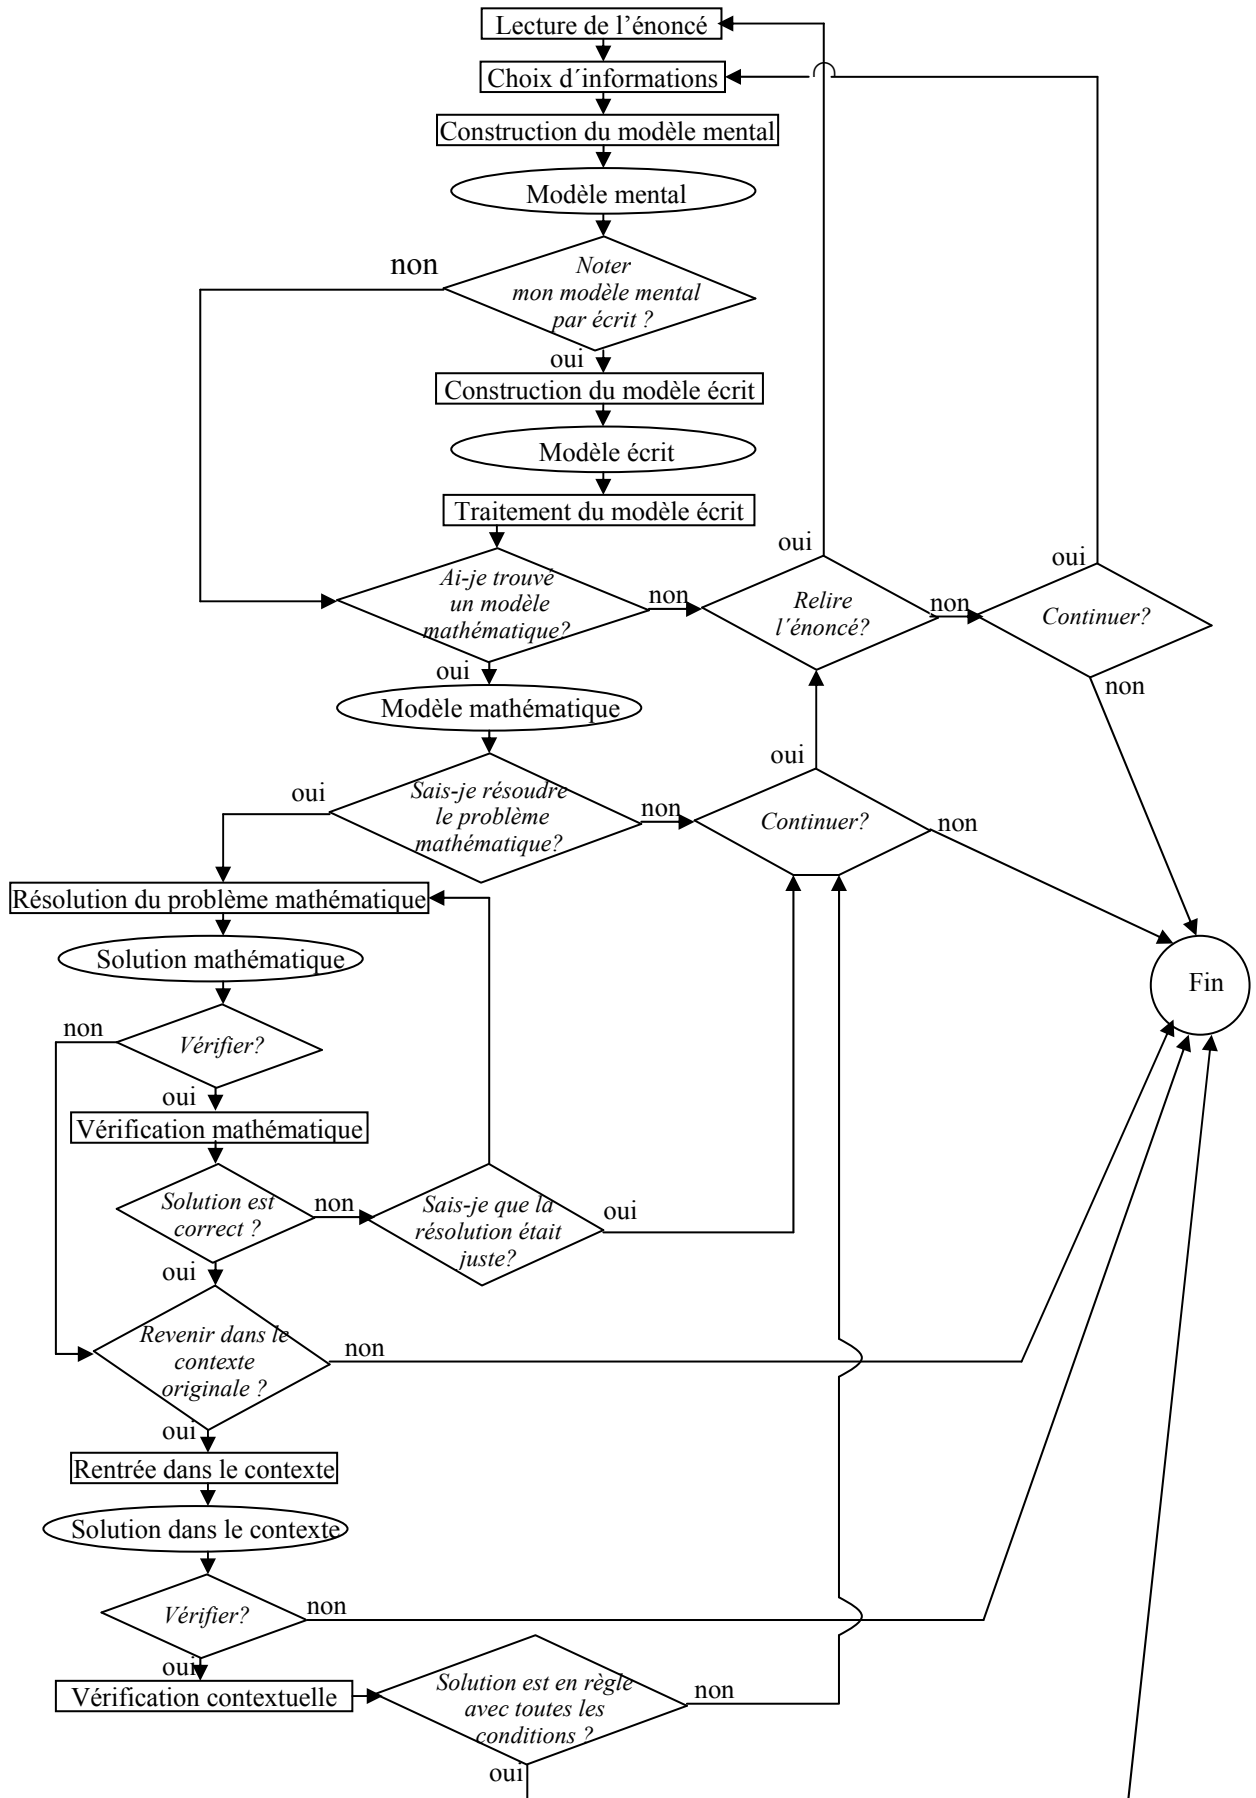 Lecture de l’énoncé
Choix d´informations
Construction du modèle mental
Modèle mental
non
Noter
mon modèle mental
par écrit ?
oui
Construction du modèle écrit
Modèle écrit
Traitement du modèle écrit
oui
oui
Ai-je trouvé
un modèle
mathématique?
non
Relire
l´énoncé?
non
Continuer?
oui
non
Modèle mathématique
oui
oui
Sais-je résoudre
le problème
mathématique?
non
Continuer?
non
Résolution du problème mathématique
Solution mathématique
Fin
non
Vérifier?
oui
Vérification mathématique
Solution est
correct ?
non
Sais-je que la
résolution était
juste?
oui
oui
Revenir dans le
contexte
originale ?
non
oui
Rentrée dans le contexte
Solution dans le contexte
Vérifier?
non
oui
Vérification contextuelle
Solution est en règle
avec toutes les
conditions ?
non
oui